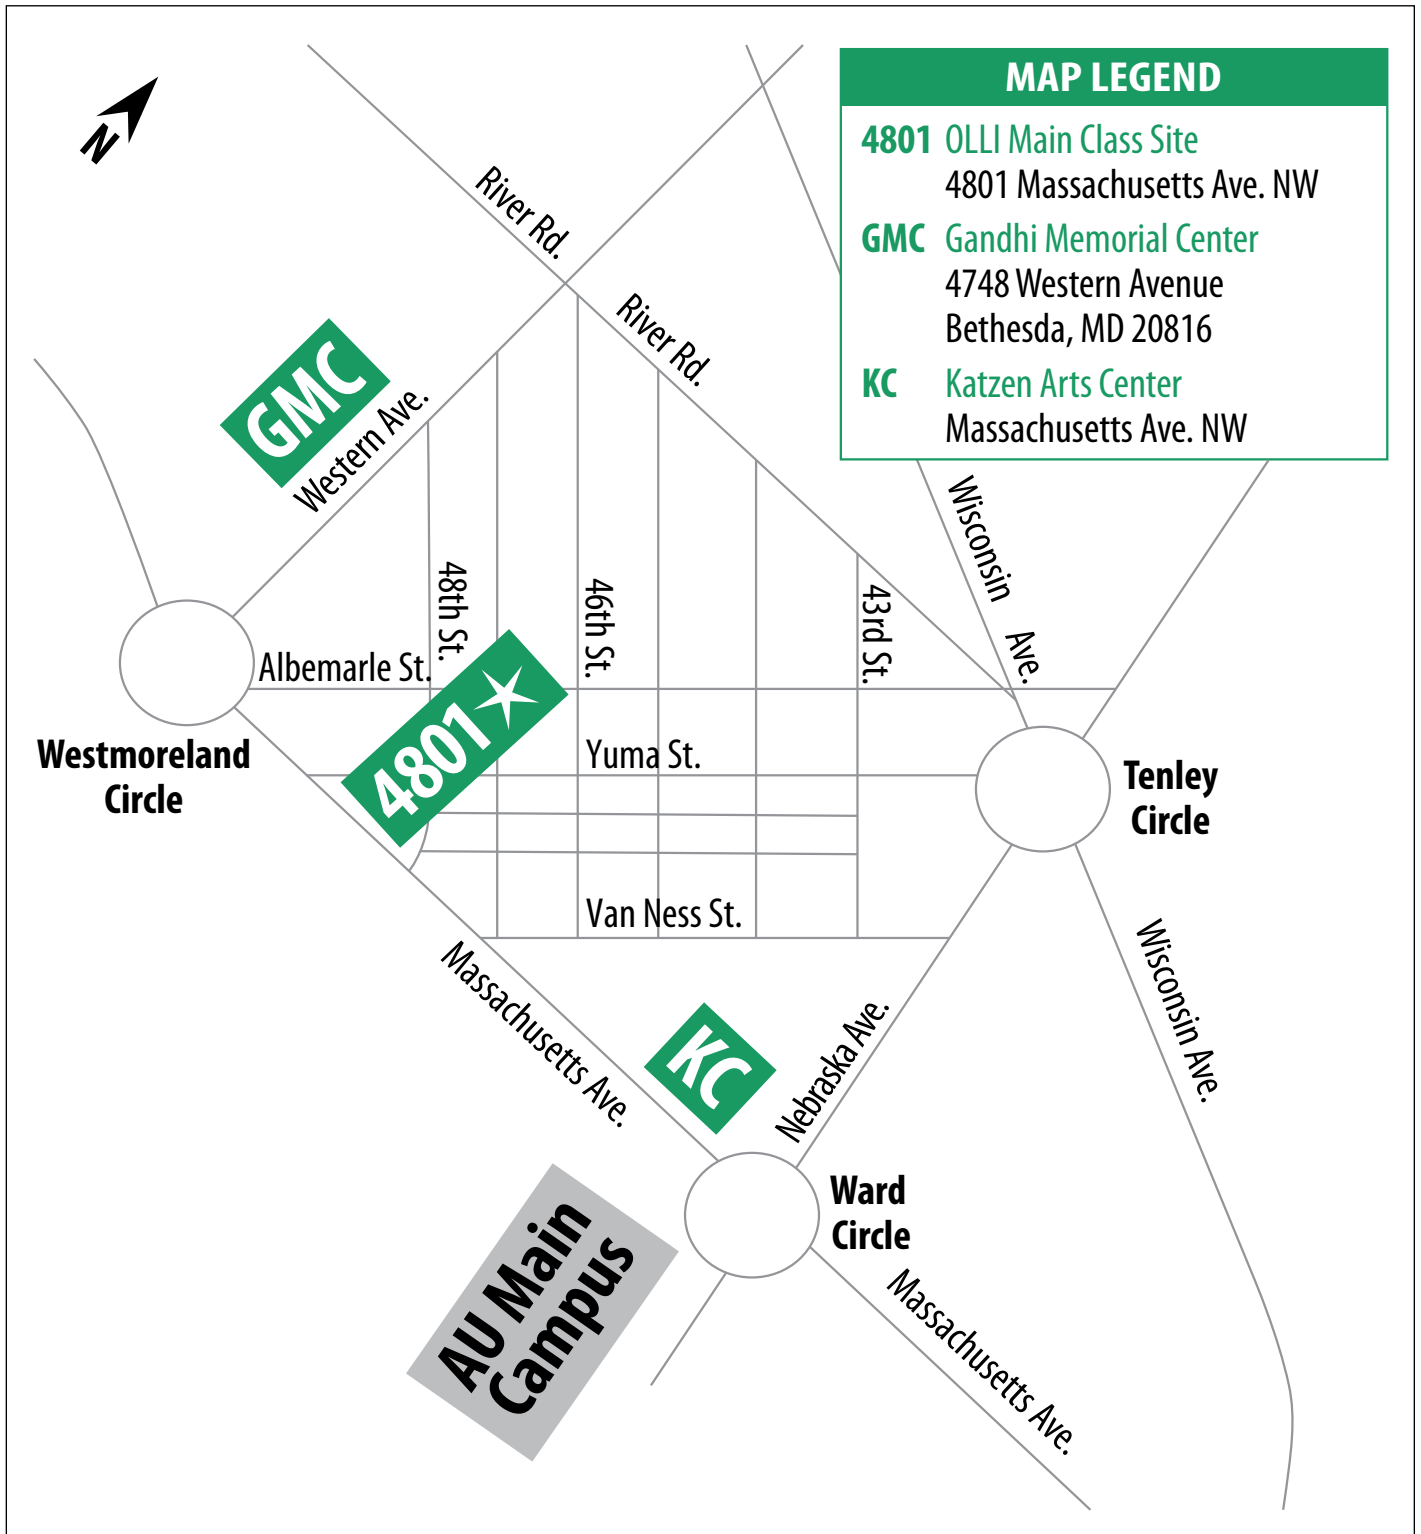 N
MAP LEGEND
4801 OLLI Main Class Site
4801 Massachusetts Ave. NW
GMC Gandhi Memorial Center
4748 Western Avenue
Bethesda, MD 20816
KC Katzen Arts Center
Massachusetts Ave. NW
River Rd.
River Rd.
GMC
Western Ave.
Wisconsin Ave.
48th St.
46th St.
43rd St.
Albemarle St.
4801
Westmoreland
Circle
Yuma St.
Tenley
Circle
Van Ness St.
Massachusetts Ave.
KC
Nebraska Ave.
Wisconsin Ave.
Ward
Circle
AU Main
Campus
Massachusetts Ave.